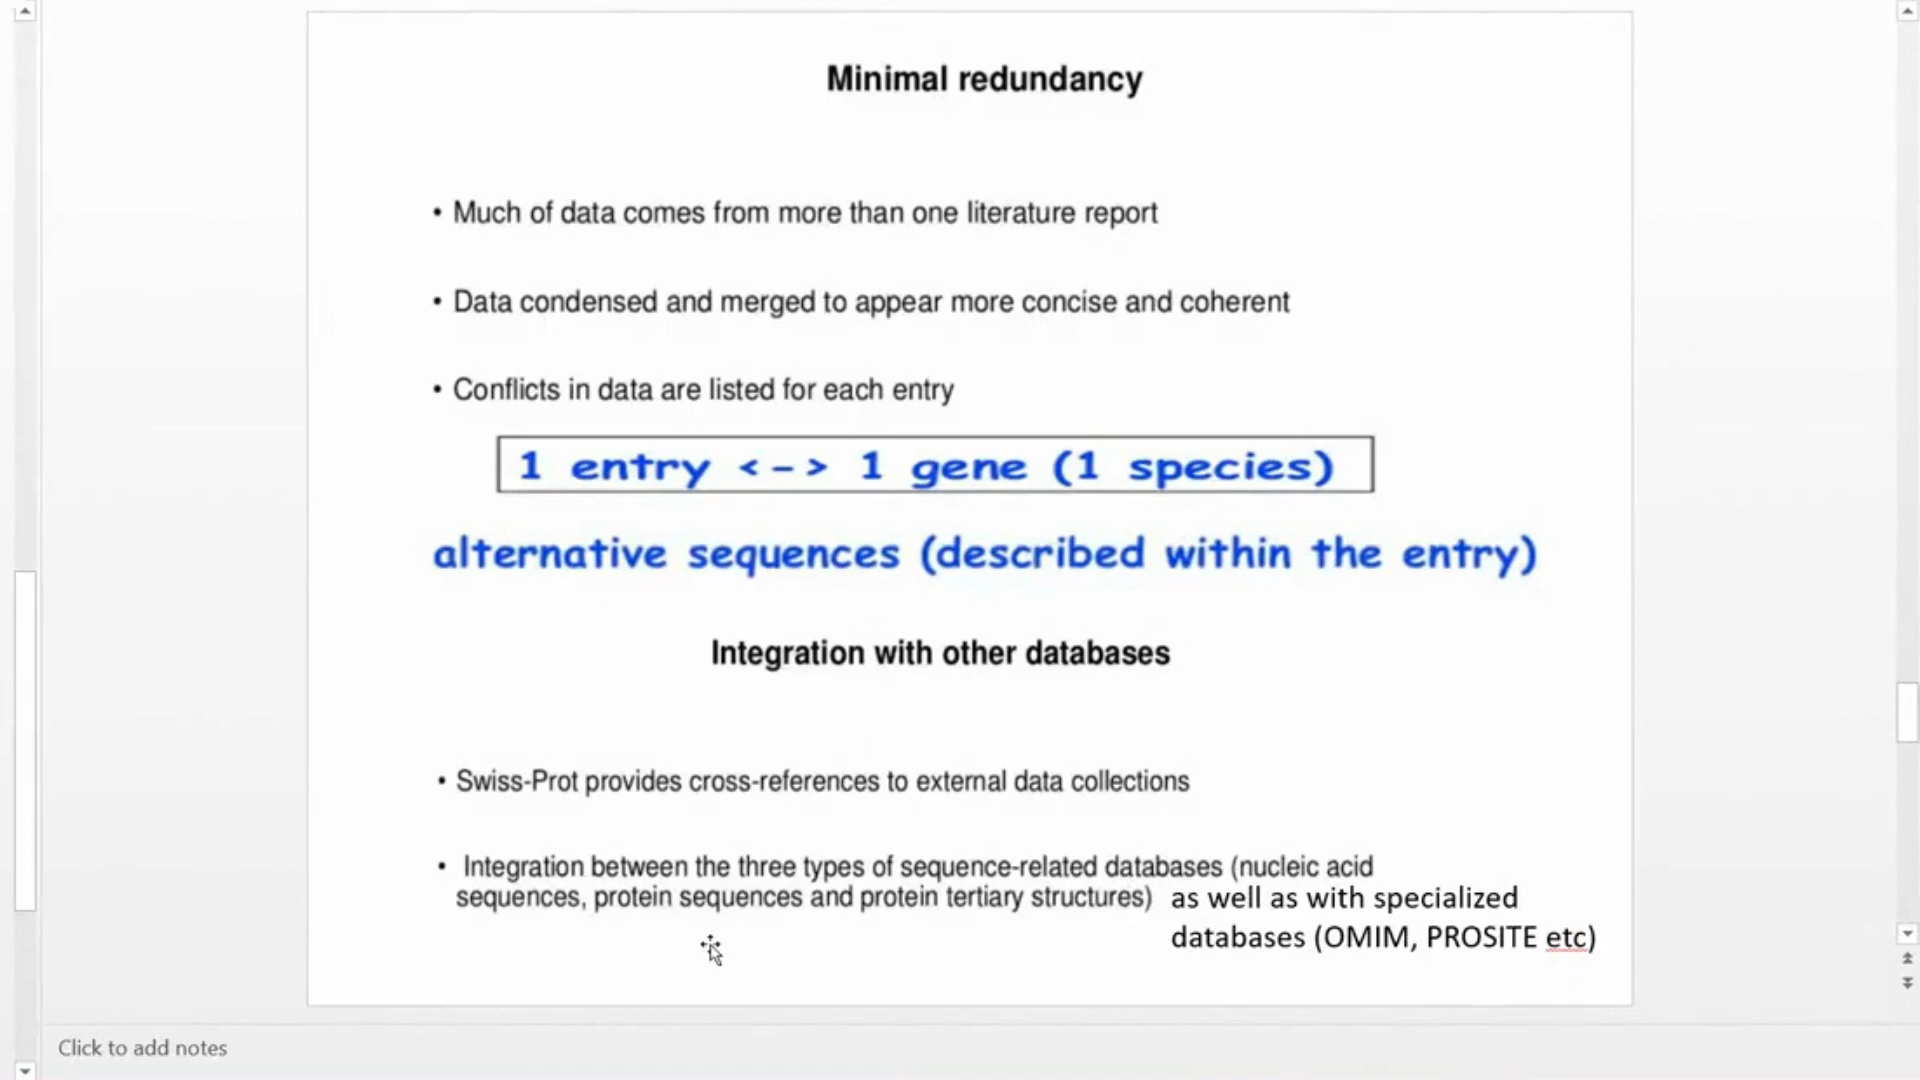 Minimal redundancy
• Much of data comes from more than one literature report
• Data condensed and merged to appear more concise and coherent
• Conflicts in data are listed for each entry
1 entry <-> 1 gene (1 species)
alternative sequences (described within the entry)
Integration with other databases
• Swiss-Prot provides cross-references to external data collections
• Integration between the three types of sequence-related databases (nucleic acid
sequences, protein sequences and protein tertiary structures) as well as with specialized
databases (OMIM, PROSITE etc)
Click to add notes